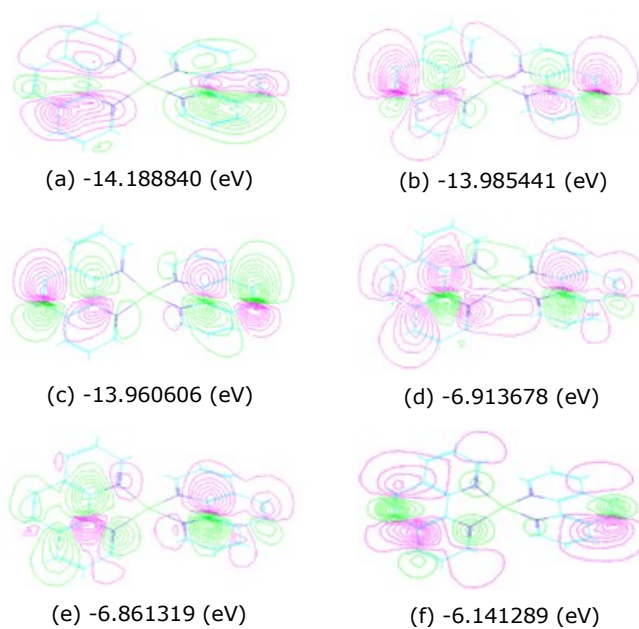 (a) -14.188840 (eV)
(b) -13.985441 (eV)
(c) -13.960606 (eV)
(d) -6.913678 (eV)
(e) -6.861319 (eV)
(f) -6.141289 (eV)